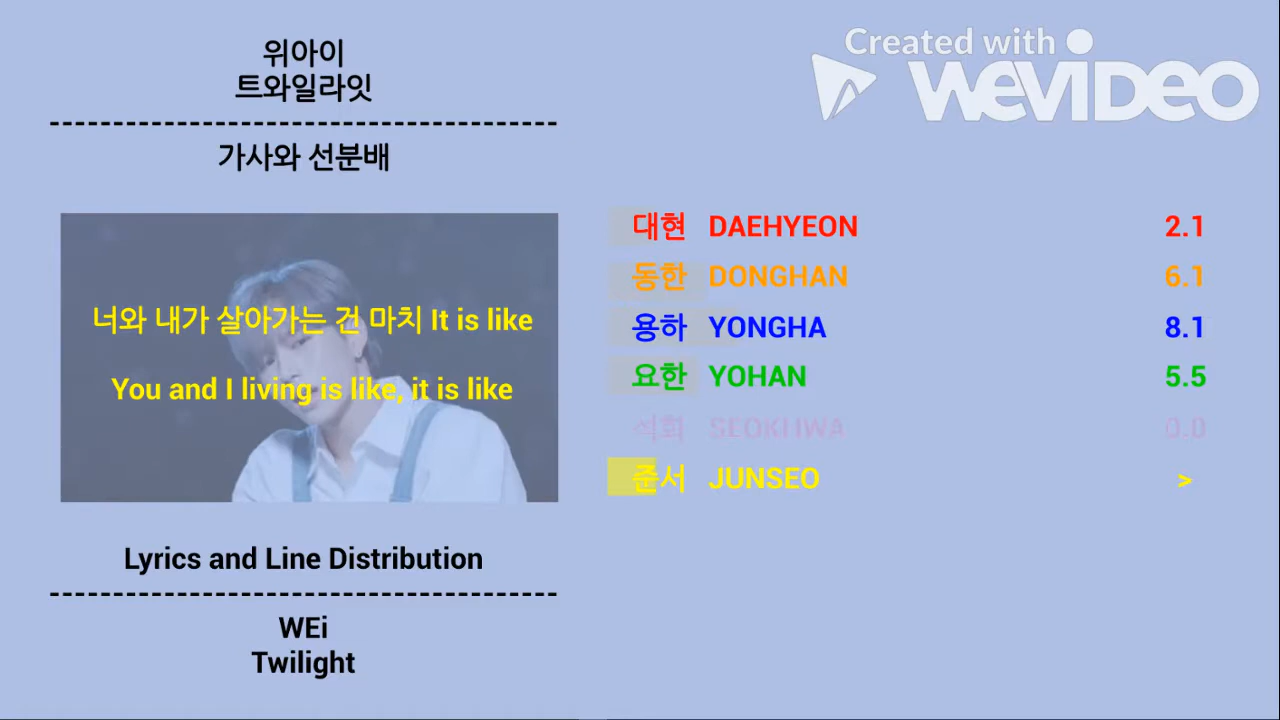 위아이
트와일라잇
가사와 선분배
너와 내가 살아가는 건 마치 It is like
You and I living is like, it is like
Lyrics and Line Distribution
WEi
Twilight
Created with
WEVIDEO
대현 DAEHYEON 2.1
동한 DONGHAN 6.1
용하 YONGHA 8.1
요한 YOHAN 5.5
석화 SEOKHWA 0.0
준서 JUNSEO >